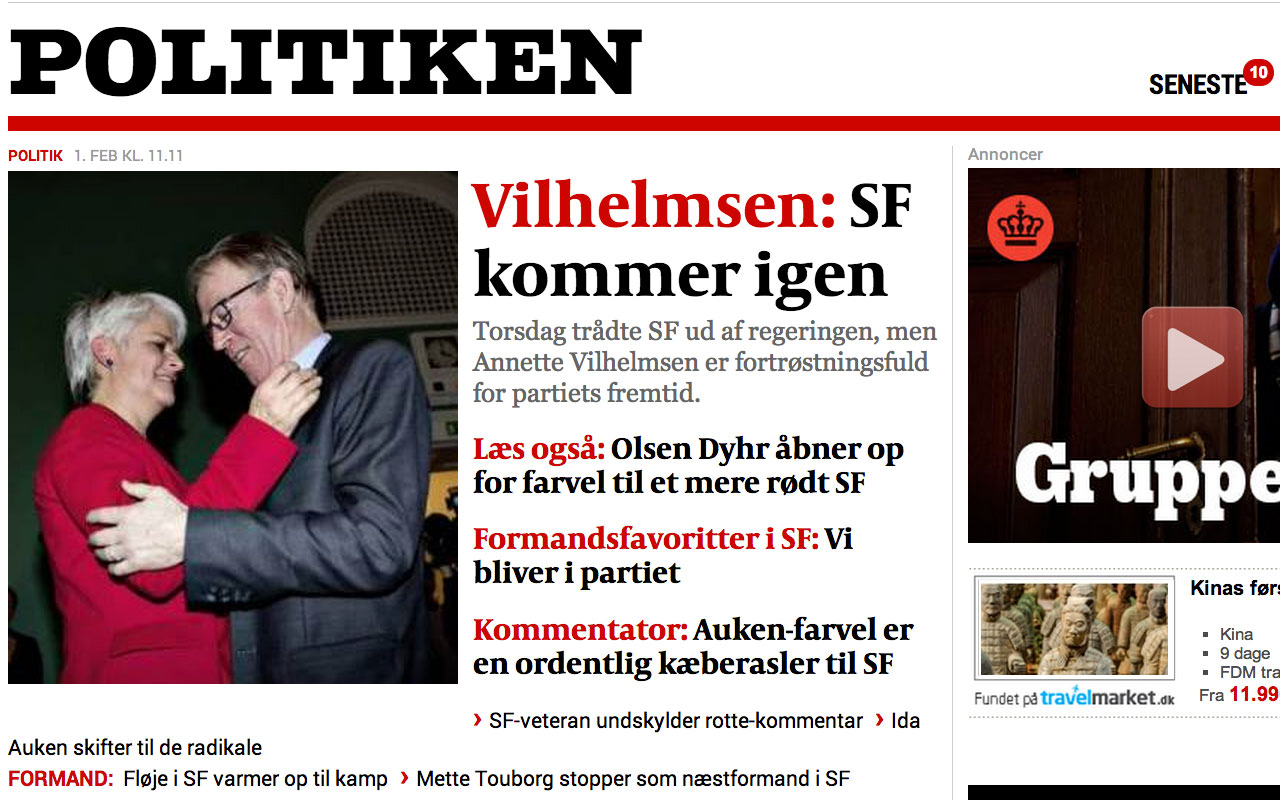 POLITIKEN
SENESTE 10
POLITIK 1. FEB KL. 11.11
Vilhelmsen: SF
kommer igen
Torsdag trådte SF ud af regeringen, men
Annette Vilhelmsen er fortrøstningsfuld
for partiets fremtid.
Læs også: Olsen Dyhr åbner op
for farvel til et mere rødt SF
Formandsfavoritter i SF: Vi
bliver i partiet
Kommentator: Auken-farvel er
en ordentlig kæberasler til SF
› SF-veteran undskylder rotte-kommentar › Ida
Auken skifter til de radikale
FORMAND: Fløje i SF varmer op til kamp › Mette Touborg stopper som næstformand i SF
Annoncer
Gruppe
Kinas førs
▪ Kina
▪ 9 dage
▪ FDM tra
Fra 11.99
Fundet på travelmarket.dk